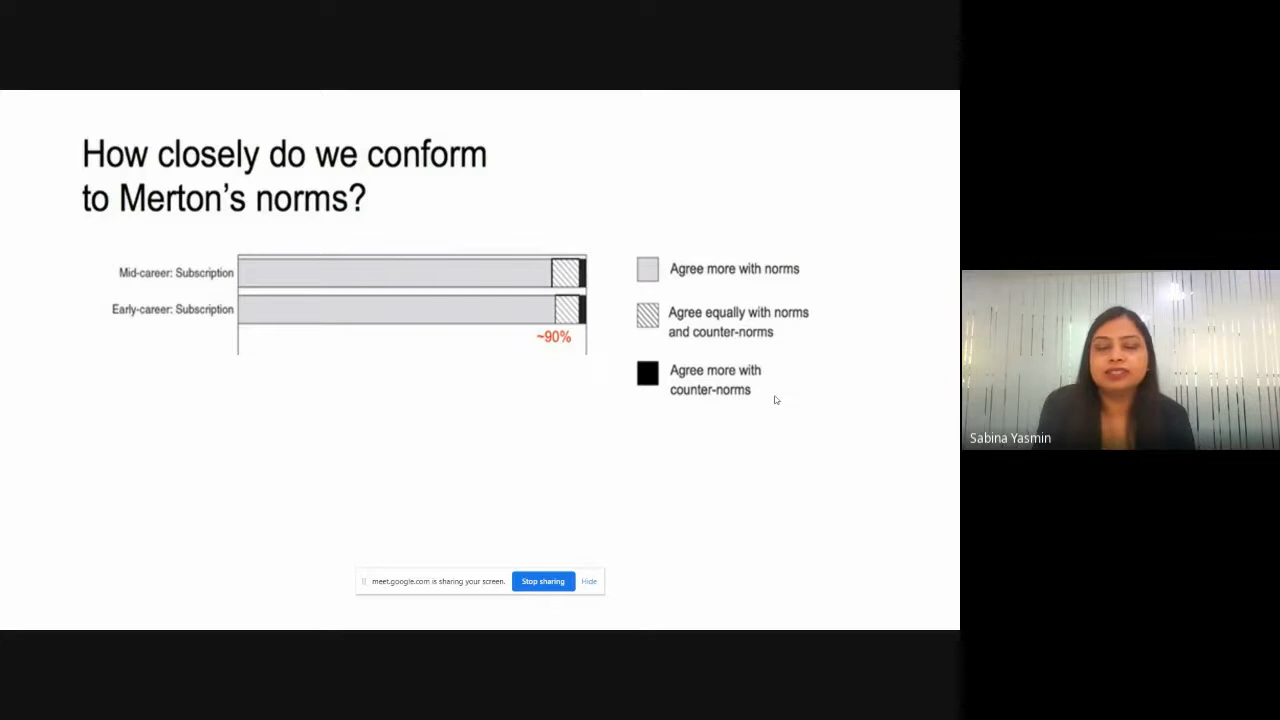 How closely do we conform
to Merton's norms?
Mid-career: Subscription
Early-career: Subscription
~90%
Agree more with norms
Agree equally with norms
and counter-norms
Agree more with
counter-norms
Sabina Yasmin
meet.google.com is sharing your screen.
Stop sharing
Hide